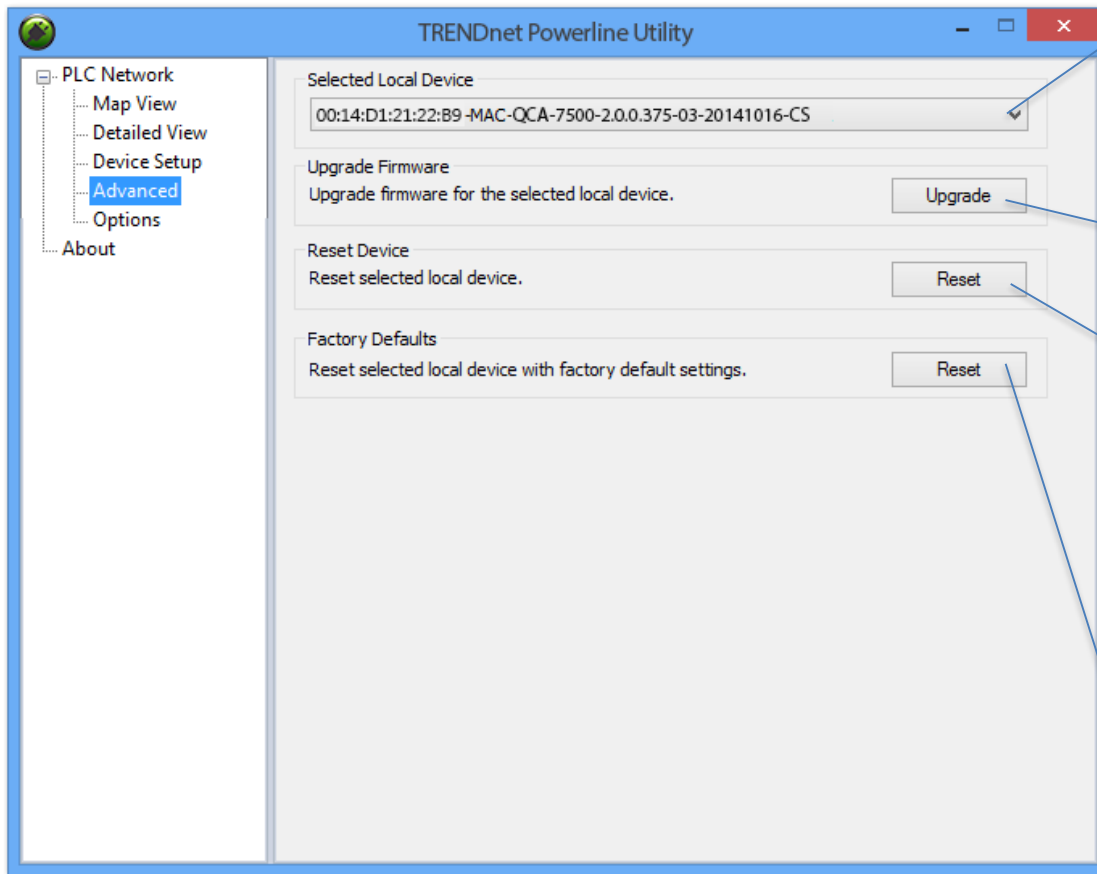 TRENDnet Powerline Utility
PLC Network
Map View
Detailed View
Device Setup
Advanced
Options
About
Selected Local Device
00:14:D1:21:22:B9-MAC-QCA-7500-2.0.0.375-03-20141016-CS
Upgrade Firmware
Upgrade firmware for the selected local device.
Upgrade
Reset Device
Reset selected local device.
Reset
Factory Defaults
Reset selected local device with factory default settings.
Reset